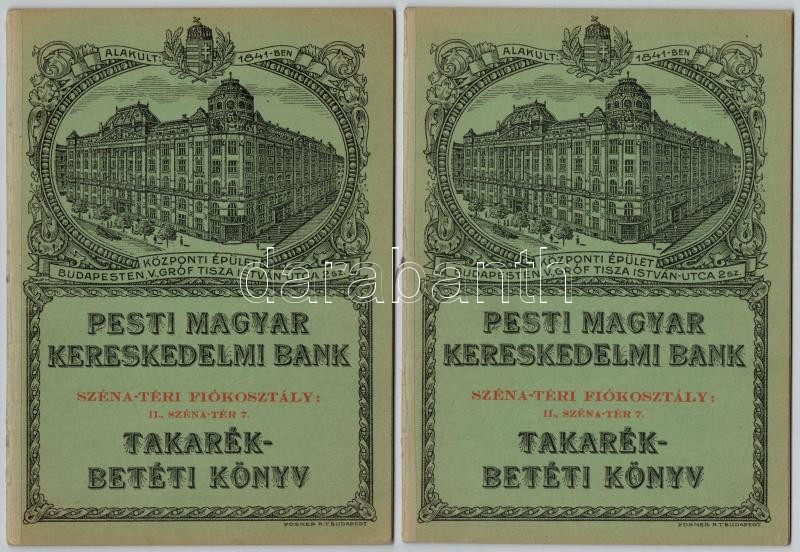 ALAKULT: 1841-BEN
KÖZPONTI ÉPÜLET
BUDAPESTEN, V. GRÓF TISZA ISTVÁN-UTCA 2 SZ.
PESTI MAGYAR
KERESKEDELMI BANK
SZÉNA-TÉRI FIÓKOSZTÁLY:
II., SZÉNA-TÉR 7.
TAKARÉK-
BETÉTI KÖNYV
POSNER R.T. BUDAPEST
ALAKULT: 1841-BEN
KÖZPONTI ÉPÜLET
BUDAPESTEN, V. GRÓF TISZA ISTVÁN-UTCA 2 SZ.
PESTI MAGYAR
KERESKEDELMI BANK
SZÉNA-TÉRI FIÓKOSZTÁLY:
II., SZÉNA-TÉR 7.
TAKARÉK-
BETÉTI KÖNYV
POSNER R.T. BUDAPEST
darabanth